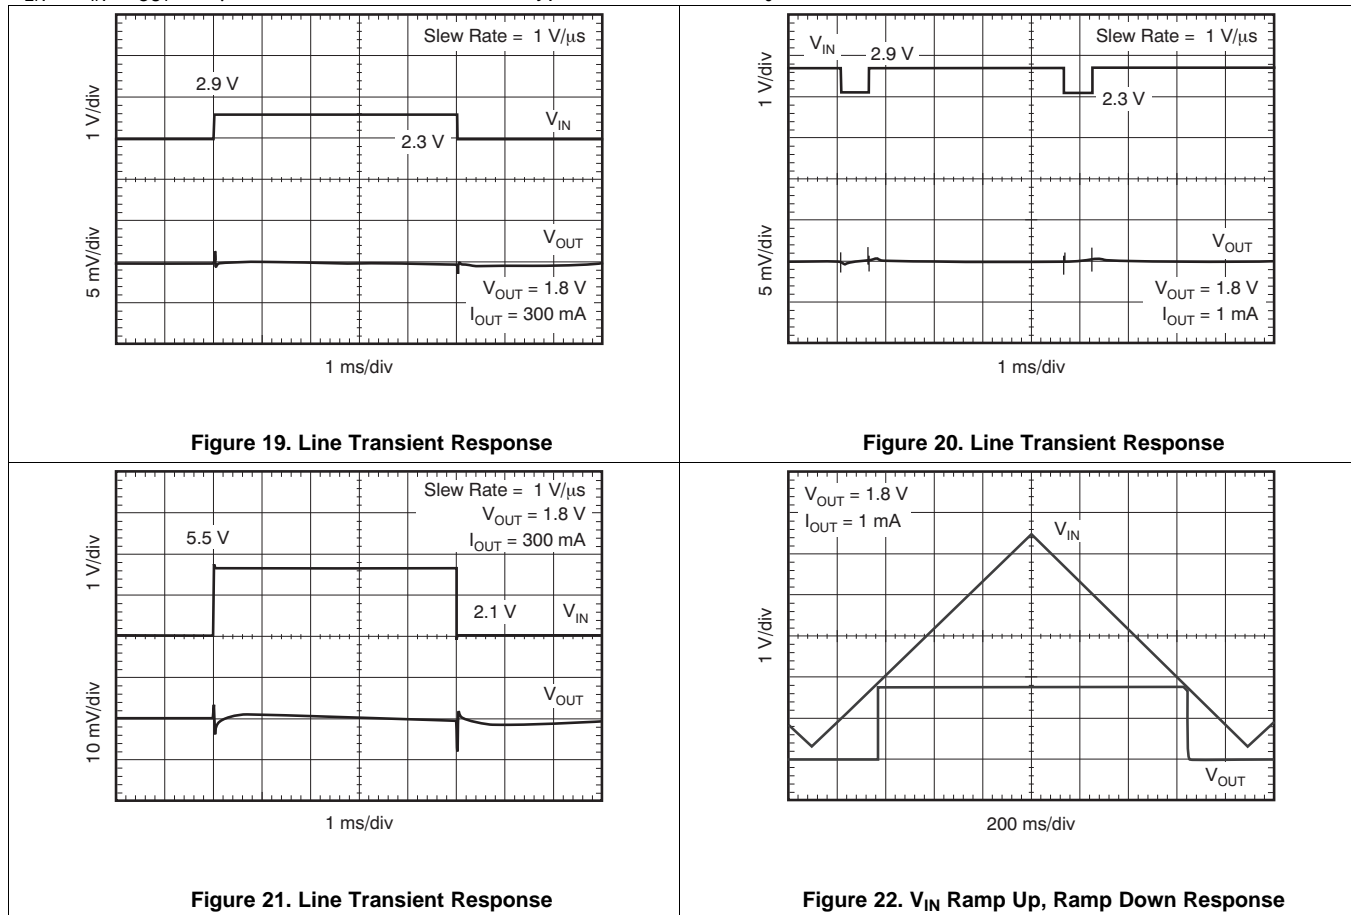 Slew Rate = 1 V/μs
2.9 V
1 V/div
V_IN
2.3 V
V_OUT
5 mV/div
V_OUT = 1.8 V
I_OUT = 300 mA
1 ms/div
Figure 19. Line Transient Response
Slew Rate = 1 V/μs
V_IN
2.9 V
1 V/div
2.3 V
V_OUT
5 mV/div
V_OUT = 1.8 V
I_OUT = 1 mA
1 ms/div
Figure 20. Line Transient Response
Slew Rate = 1 V/μs
V_OUT = 1.8 V
I_OUT = 300 mA
5.5 V
1 V/div
2.1 V
V_IN
V_OUT
10 mV/div
1 ms/div
Figure 21. Line Transient Response
V_OUT = 1.8 V
I_OUT = 1 mA
V_IN
1 V/div
V_OUT
200 ms/div
Figure 22. V_IN Ramp Up, Ramp Down Response